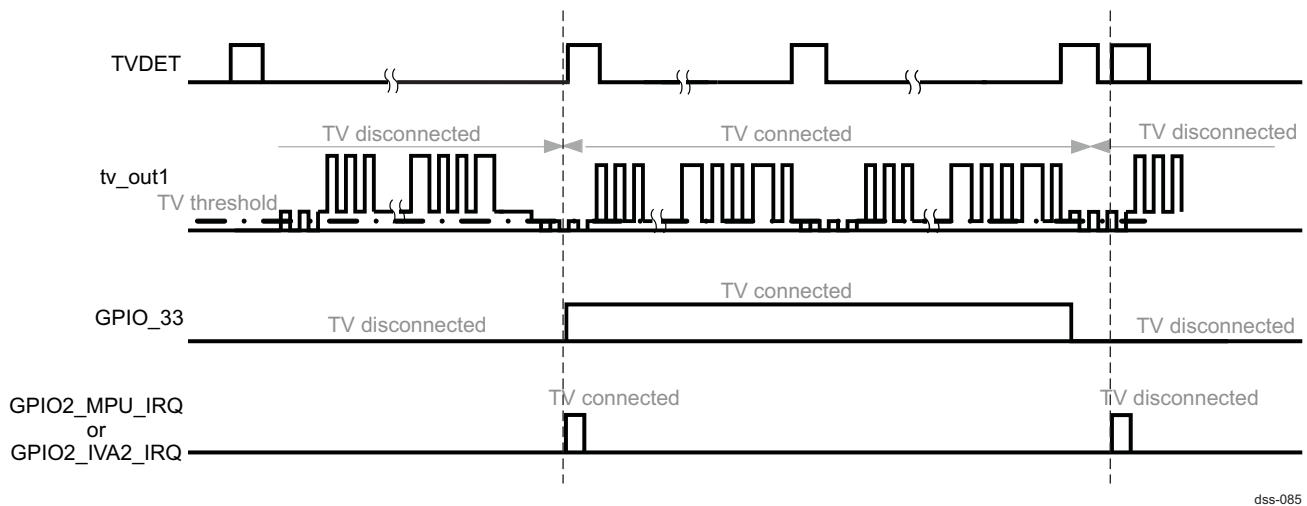 TVDET
TV disconnected
TV connected
TV disconnected
tv_out1
TV threshold
TV connected
GPIO_33
TV disconnected
TV disconnected
TV connected
TV disconnected
GPIO2_MPU_IRQ
or
GPIO2_IVA2_IRQ
dss-085